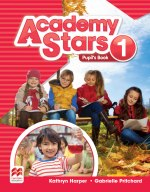 Academy
Stars 1
Pupil's Book
Kathryn Harper • Gabrielle Pritchard